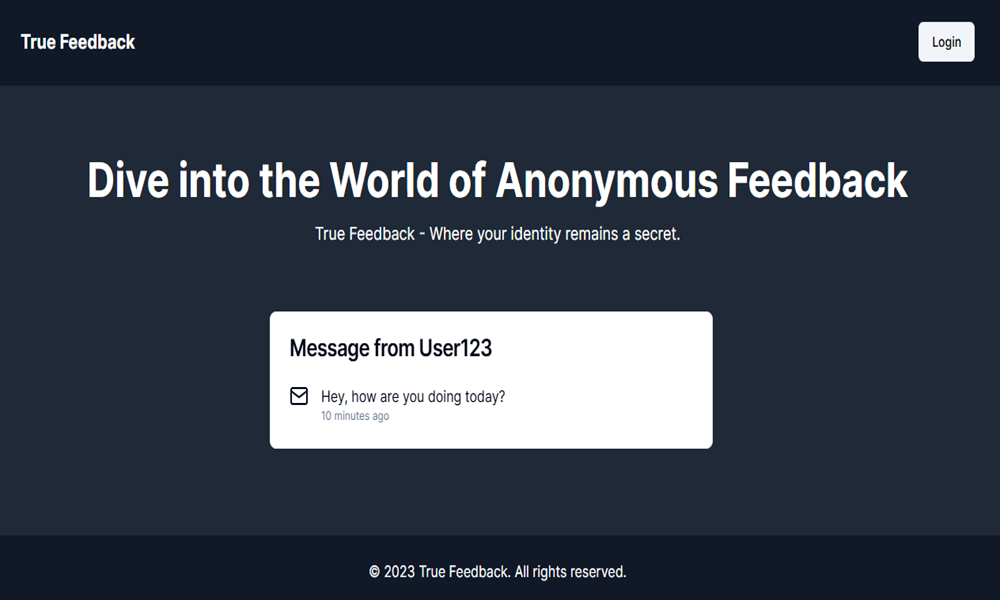 True Feedback
Login
Dive into the World of Anonymous Feedback
True Feedback - Where your identity remains a secret.
Message from User123
Hey, how are you doing today?
10 minutes ago
© 2023 True Feedback. All rights reserved.